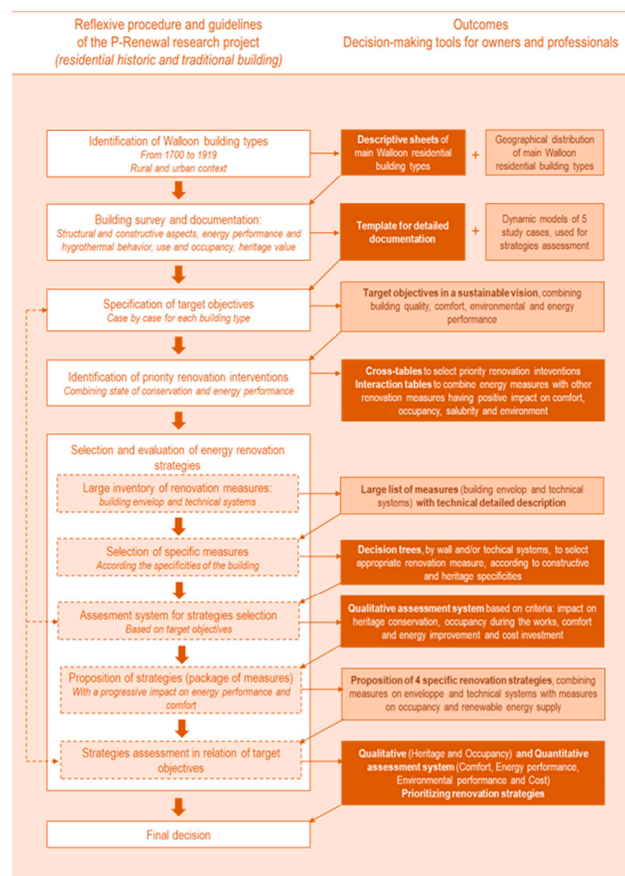 Reflexive procedure and guidelines
of the P-Renewal research project
(residential historic and traditional building)
Outcomes
Decision-making tools for owners and professionals
Identification of Walloon building types
From 1700 to 1919
Rural and urban context
Descriptive sheets of
main Walloon residential
building types
+
Geographical distribution
of main Walloon
residential building types
Building survey and documentation:
Structural and constructive aspects, energy performance and
hygrothermal behavior, use and occupancy, heritage value
Template for detailed
documentation
+
Dynamic models of 5
study cases, used for
strategies assessment
Specification of target objectives
Case by case for each building type
Target objectives in a sustainable vision, combining
building quality, comfort, environmental and energy
performance
Identification of priority renovation interventions
Combining state of conservation and energy performance
Cross-tables to select priority renovation interventions
Interaction tables to combine energy measures with other
renovation measures having positive impact on comfort,
occupancy, salubrity and environment
Selection and evaluation of energy renovation
strategies
Large inventory of renovation measures:
building envelop and technical systems
Large list of measures (building envelop and technical
systems) with technical detailed description
Selection of specific measures
According the specificities of the building
Decision trees, by wall and/or techical systems, to select
appropriate renovation measure, according to
constructive and heritage specificities
Assesment system for strategies selection
Based on target objectives
Qualitative assessment system based on criteria: impact on
heritage conservation, occupancy during the works, comfort
and energy improvement and cost investment
Proposition of strategies (package of measures)
With a progressive impact on energy performance and
comfort
Proposition of 4 specific renovation strategies, combining
measures on enveloppe and technical systems with measures
on occupancy and renewable energy supply
Strategies assessment in relation of target
objectives
Qualitative (Heritage and Occupancy) and Quantitative
assessment system (Comfort, Energy performance,
Environmental performance and Cost)
Prioritizing renovation strategies
Final decision